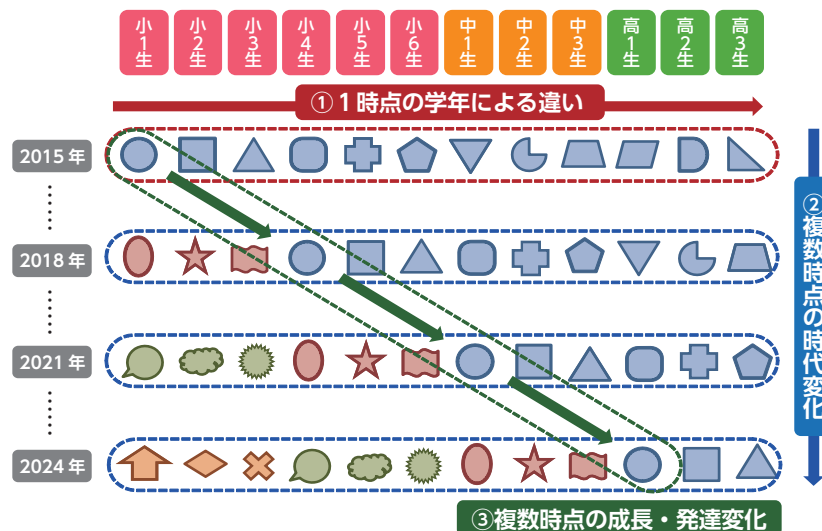 小1生 小2生 小3生 小4生 小5生 小6生 中1生 中2生 中3生 高1生 高2生 高3生
①1時点の学年による違い
2015年
2018年
2021年
2024年
②複数時点の時代変化
③複数時点の成長・発達変化